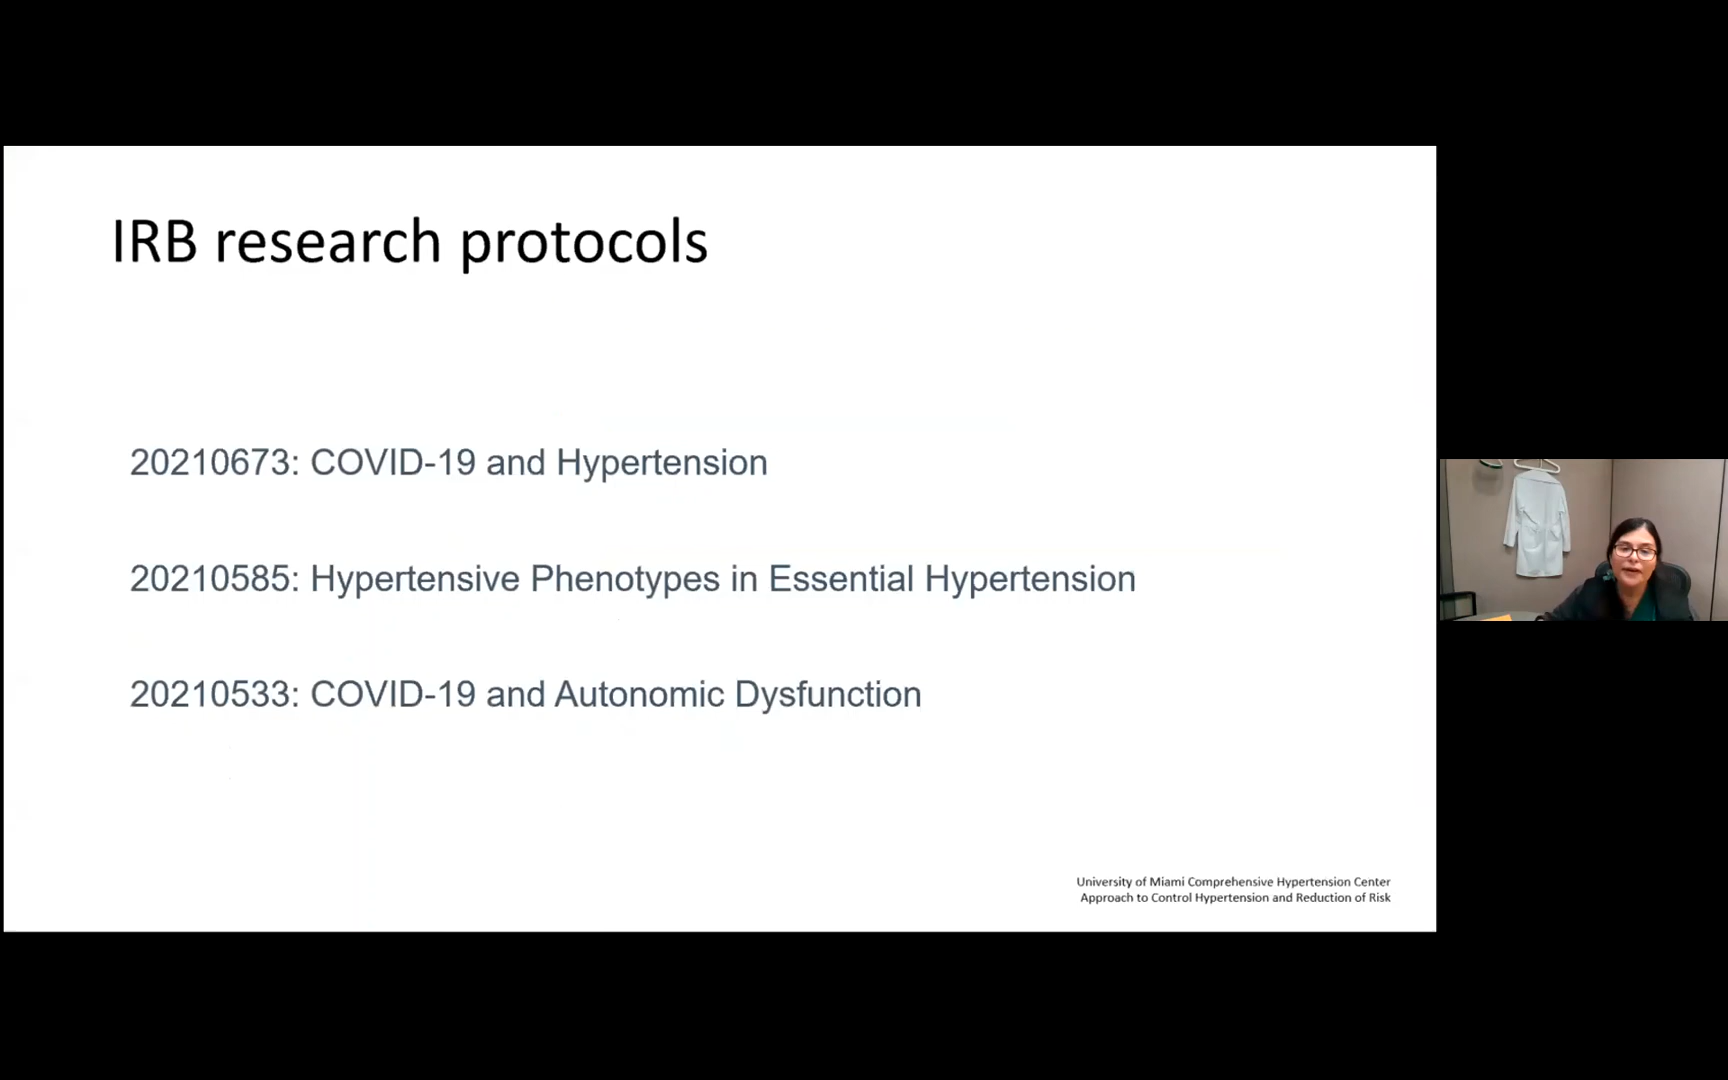 IRB research protocols
20210673: COVID-19 and Hypertension
20210585: Hypertensive Phenotypes in Essential Hypertension
20210533: COVID-19 and Autonomic Dysfunction
University of Miami Comprehensive Hypertension Center
Approach to Control Hypertension and Reduction of Risk